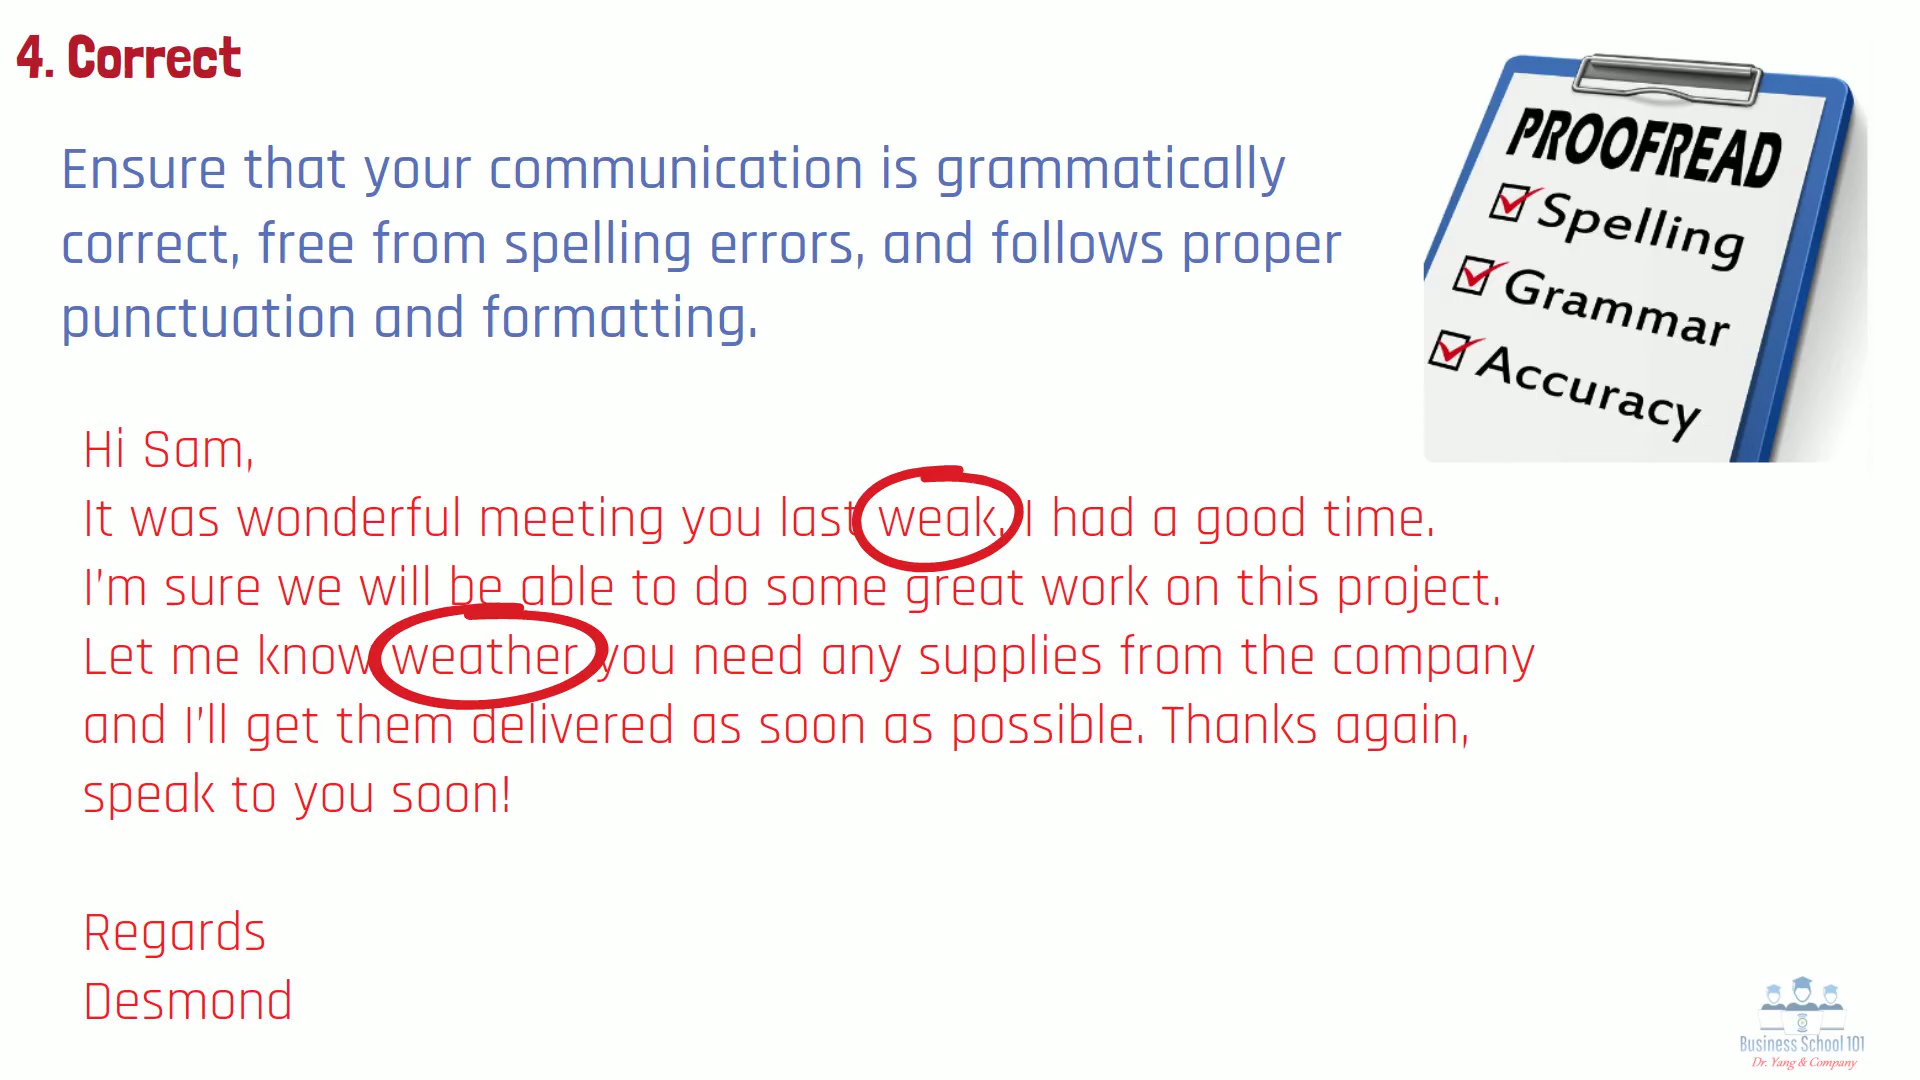 4. Correct
Ensure that your communication is grammatically
correct, free from spelling errors, and follows proper
punctuation and formatting.
PROOFREAD
Spelling
Grammar
Accuracy
Hi Sam,
It was wonderful meeting you last weak. I had a good time.
I'm sure we will be able to do some great work on this project.
Let me know weather you need any supplies from the company
and I'll get them delivered as soon as possible. Thanks again,
speak to you soon!
Regards
Desmond
Business School 101
Dr. Yang & Company